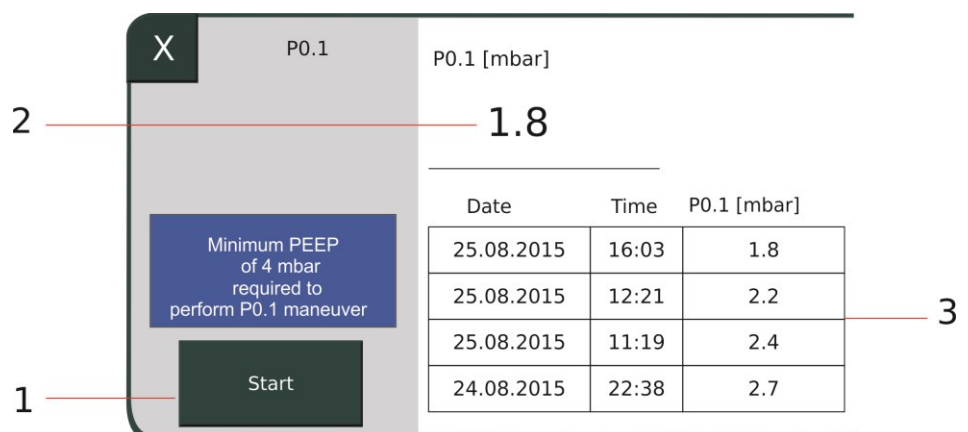 X
P0.1
P0.1 [mbar]
2
1.8
Date Time P0.1 [mbar]
25.08.2015 16:03 1.8
25.08.2015 12:21 2.2
25.08.2015 11:19 2.4
24.08.2015 22:38 2.7
3
Minimum PEEP
of 4 mbar
required to
perform P0.1 maneuver
Start
1